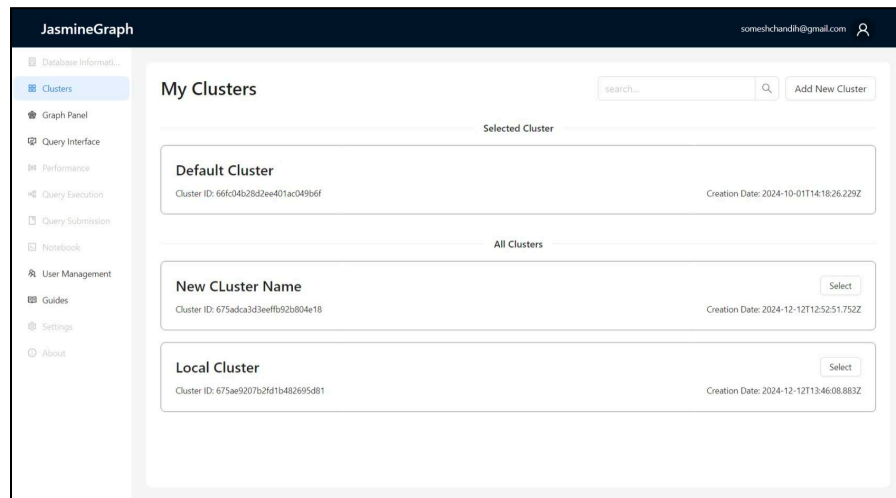 JasmineGraph
someshchandih@gmail.com
Database Informati...
Clusters
Graph Panel
Query Interface
Performance
Query Execution
Query Submission
Notebook
User Management
Guides
Settings
About
My Clusters
search...
Add New Cluster
Selected Cluster
Default Cluster
Cluster ID: 66fc04b28d2ee401ac049b6f
Creation Date: 2024-10-01T14:18:26.229Z
All Clusters
New CLuster Name
Select
Cluster ID: 675adca3d3eeffb92b804e18
Creation Date: 2024-12-12T12:52:51.752Z
Local Cluster
Select
Cluster ID: 675ae9207b2fd1b482695d81
Creation Date: 2024-12-12T13:46:08.883Z